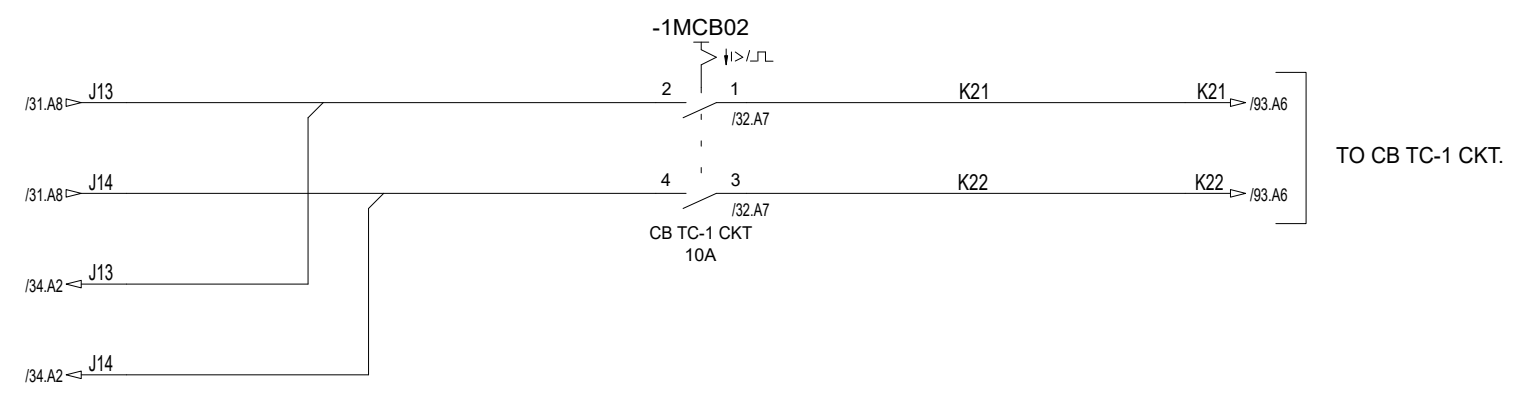 -1MCB02
I>/
/31.A8 J13 2 1 K21 K21 /93.A6
/32.A7
TO CB TC-1 CKT.
/31.A8 J14 4 3 K22 K22 /93.A6
/32.A7
CB TC-1 CKT
10A
/34.A2 J13
/34.A2 J14